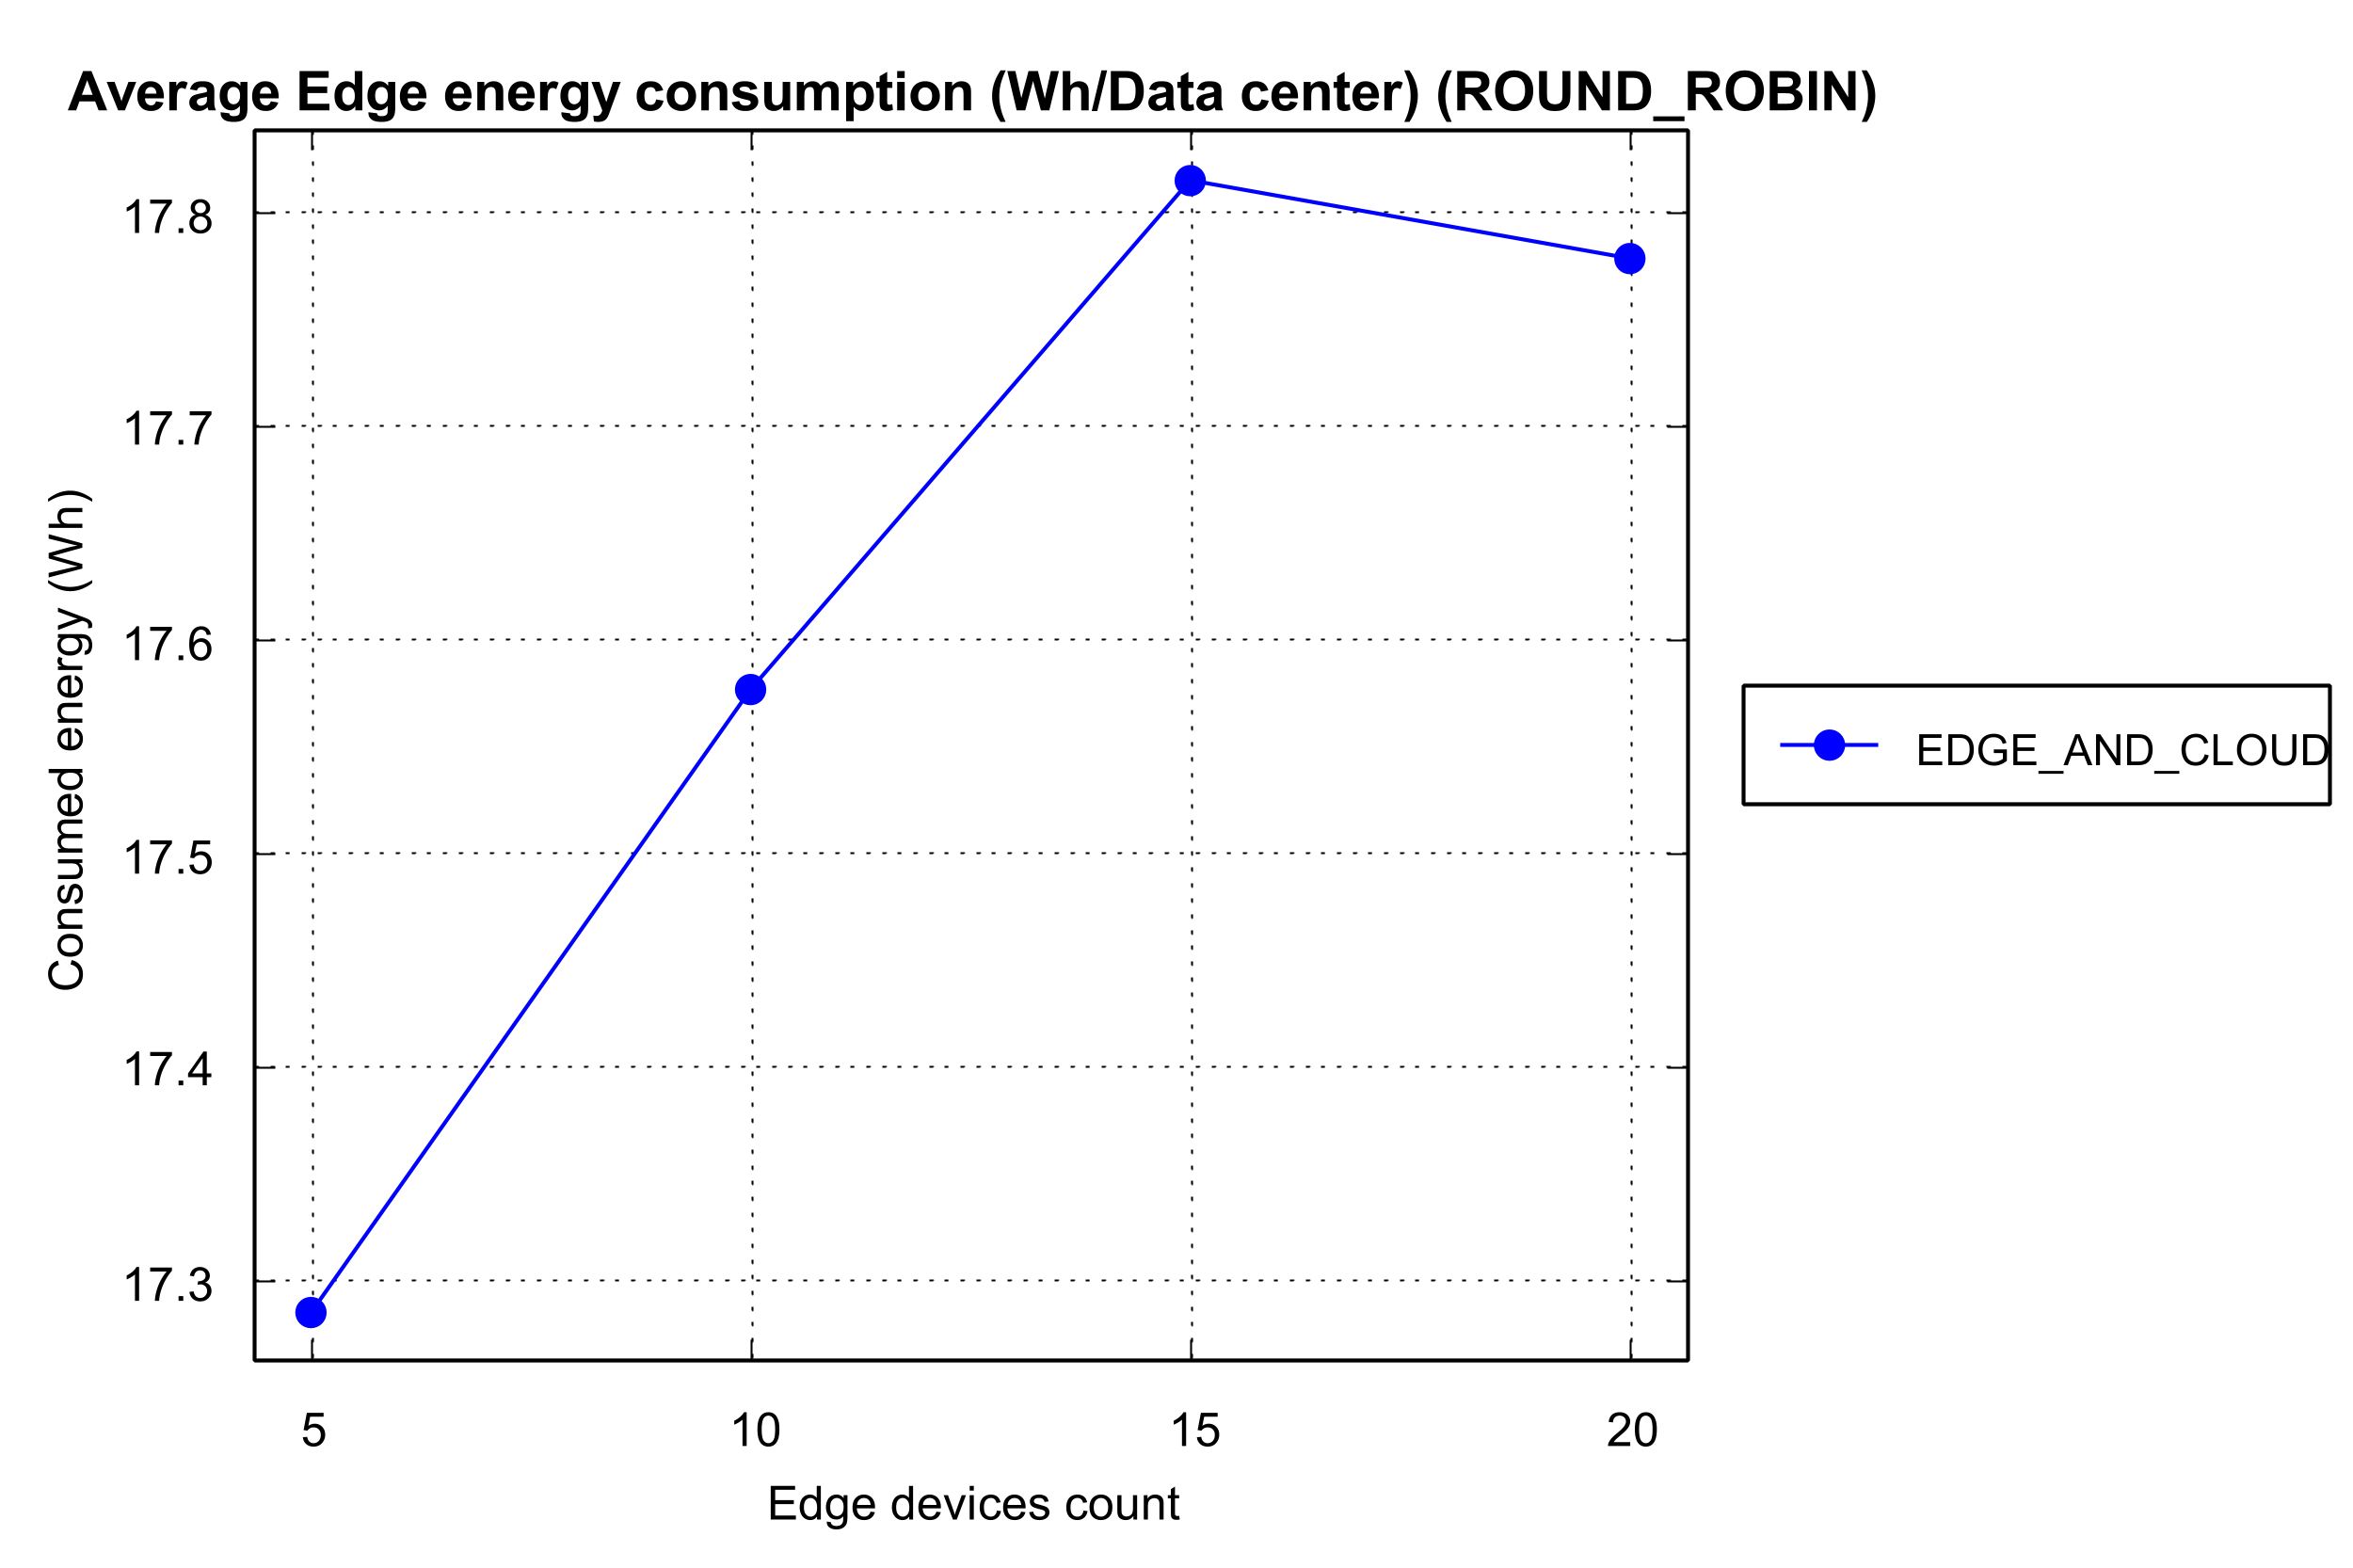 Average Edge energy consumption (Wh/Data center) (ROUND_ROBIN)
17.8
17.7
17.6
17.5
17.4
17.3
Consumed energy (Wh)
EDGE_AND_CLOUD
5 10 15 20
Edge devices count